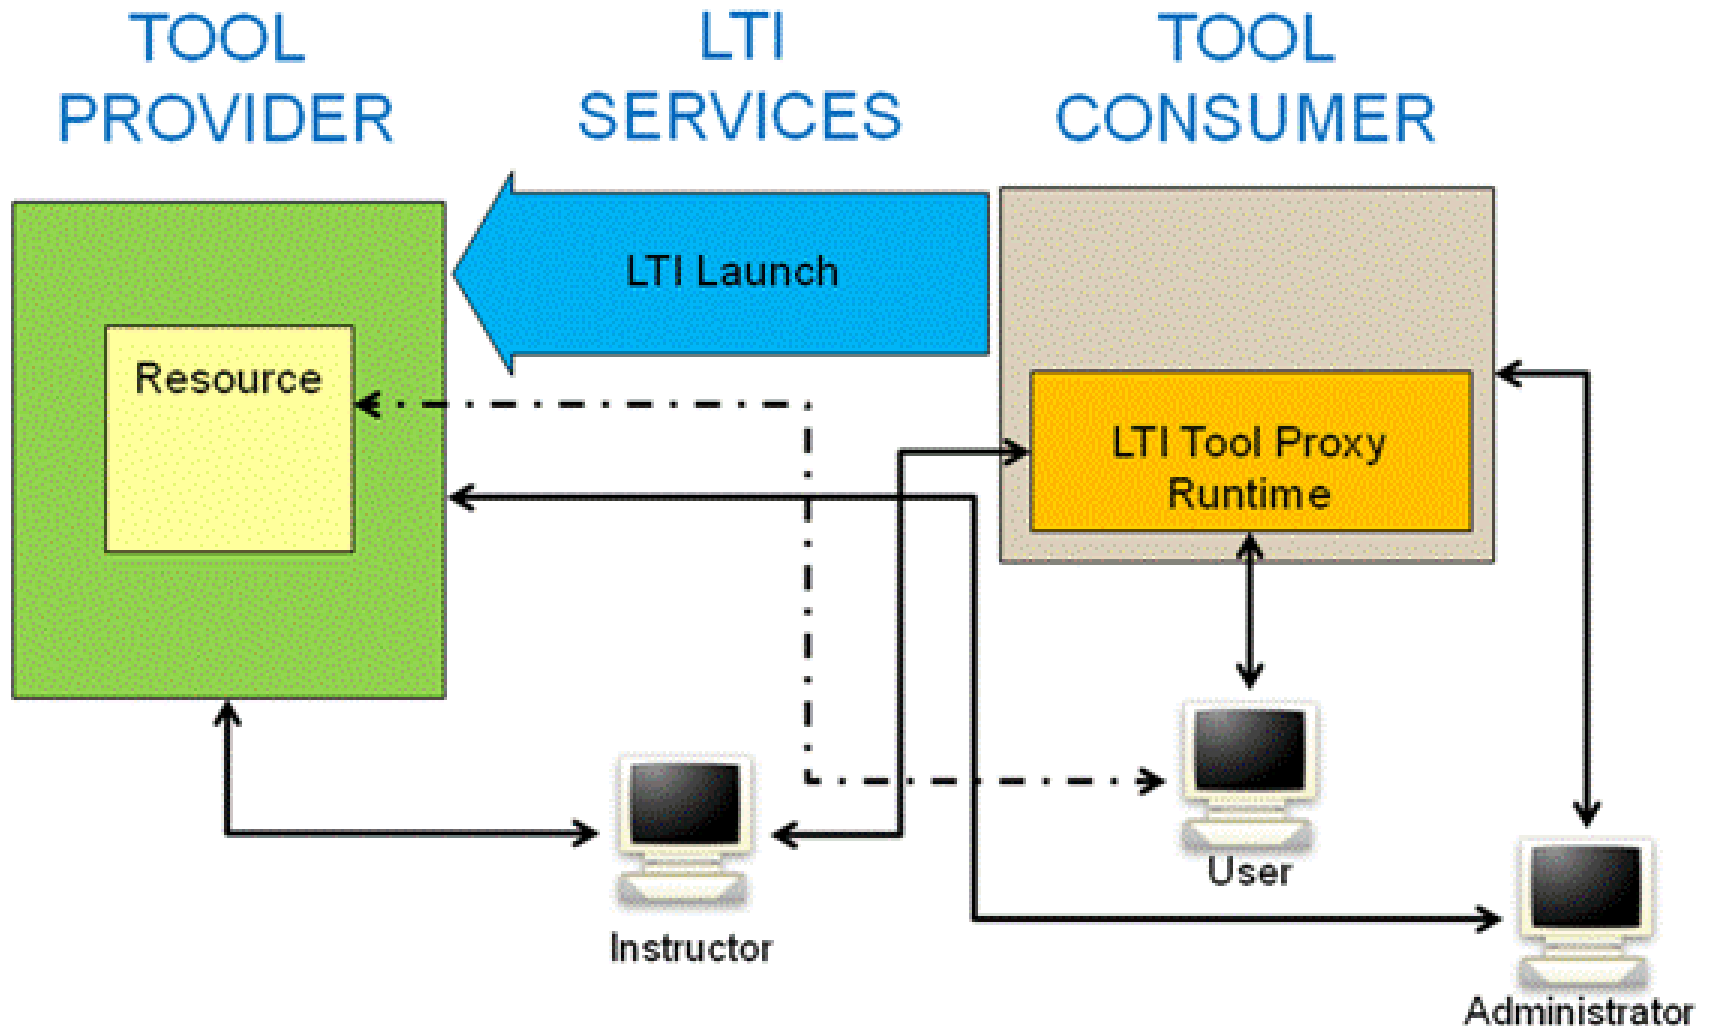 TOOL
PROVIDER
LTI
SERVICES
TOOL
CONSUMER
LTI Launch
Resource
LTI Tool Proxy
Runtime
User
Instructor
Administrator